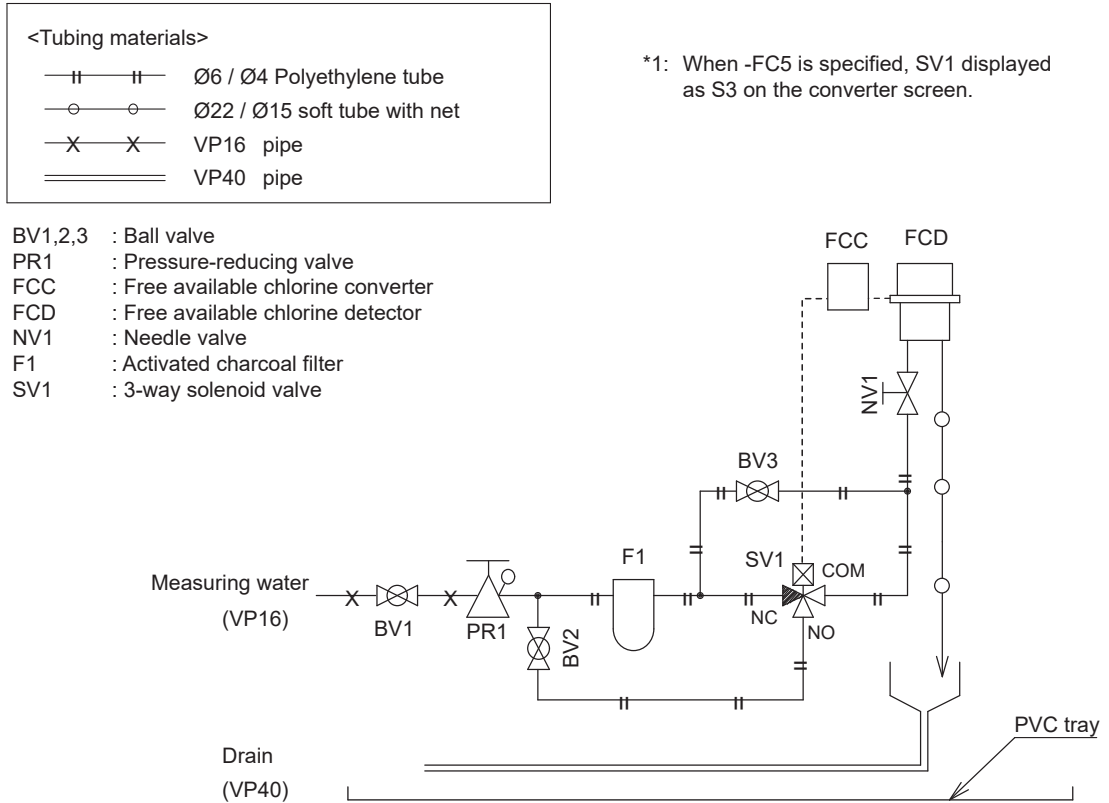 <Tubing materials>
Ø6 / Ø4 Polyethylene tube
Ø22 / Ø15 soft tube with net
VP16 pipe
VP40 pipe
*1: When -FC5 is specified, SV1 displayed
as S3 on the converter screen.
BV1,2,3 : Ball valve
PR1 : Pressure-reducing valve
FCC : Free available chlorine converter
FCD : Free available chlorine detector
NV1 : Needle valve
F1 : Activated charcoal filter
SV1 : 3-way solenoid valve
FCC FCD
NV1
BV3
F1 SV1 COM
Measuring water
(VP16)
BV1 PR1 BV2 NC NO
PVC tray
Drain
(VP40)